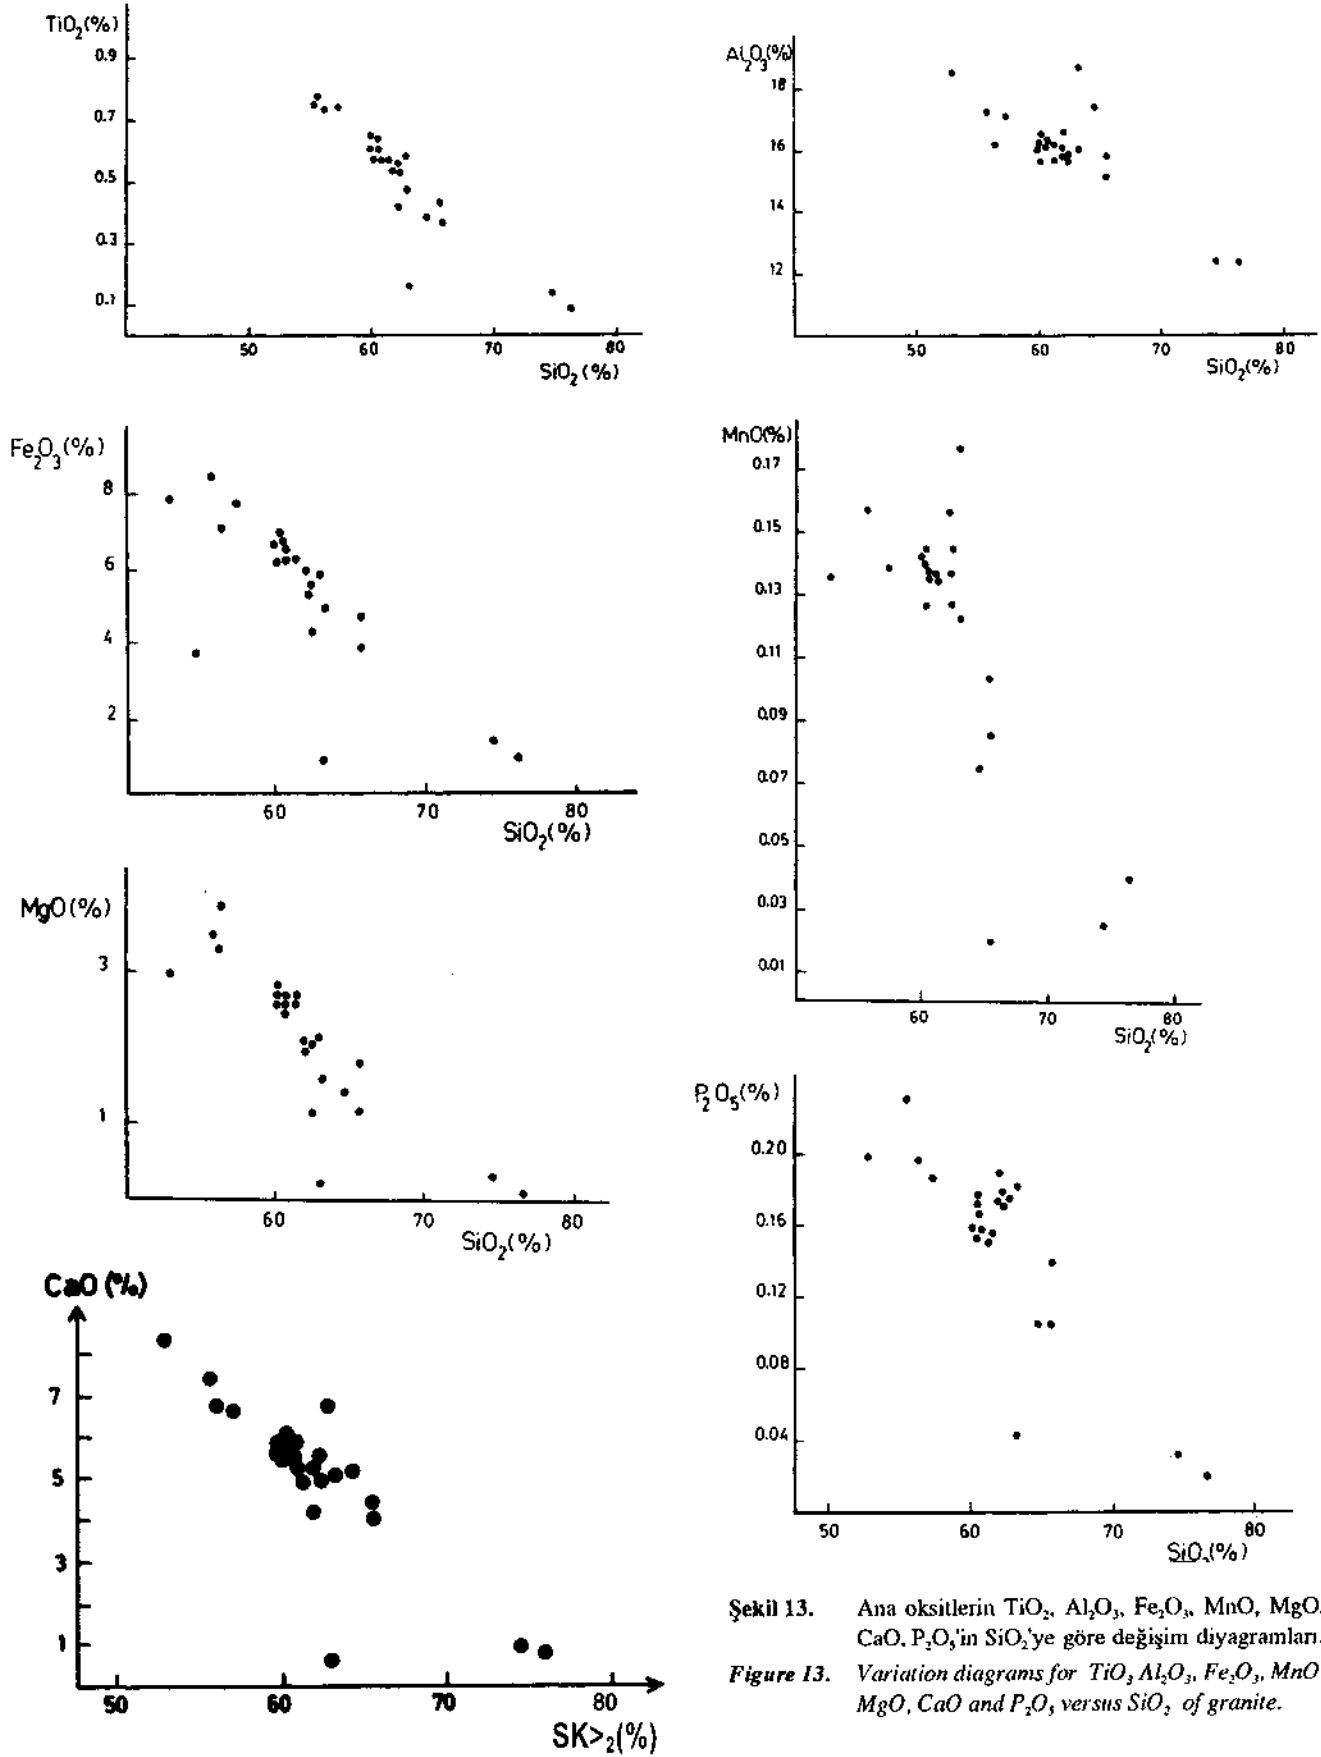 TiO2(%)
0.9
0.7
0.5
0.3
0.1
50 60 70 80
SiO2(%)
Al2O3(%)
18
16
14
12
50 60 70 80
SiO2(%)
Fe2O3(%)
8
6
4
2
60 70 80
SiO2(%)
MnO(%)
0.17
0.15
0.13
0.11
0.09
0.07
0.05
0.03
0.01
60 70 80
SiO2(%)
MgO(%)
3
1
60 70 80
SiO2(%)
P2O5(%)
0.20
0.16
0.12
0.08
0.04
50 60 70 80
SiO2(%)
CaO(%)
7
5
3
1
50 60 70 80
SK>2(%)
Şekil 13. Ana oksitlerin TiO2, Al2O3, Fe2O3, MnO, MgO,
CaO, P2O5'in SiO2'ye göre değişim diyagramları.
Figure 13. Variation diagrams for TiO3 Al2O3, Fe2O3, MnO
MgO, CaO and P2O5 versus SiO2 of granite.